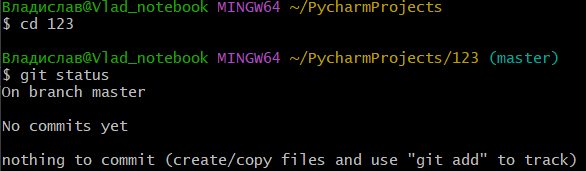 Владислав@Vlad_notebook MINGW64 ~/PycharmProjects
$ cd 123
Владислав@Vlad_notebook MINGW64 ~/PycharmProjects/123 (master)
$ git status
On branch master
No commits yet
nothing to commit (create/copy files and use "git add" to track)